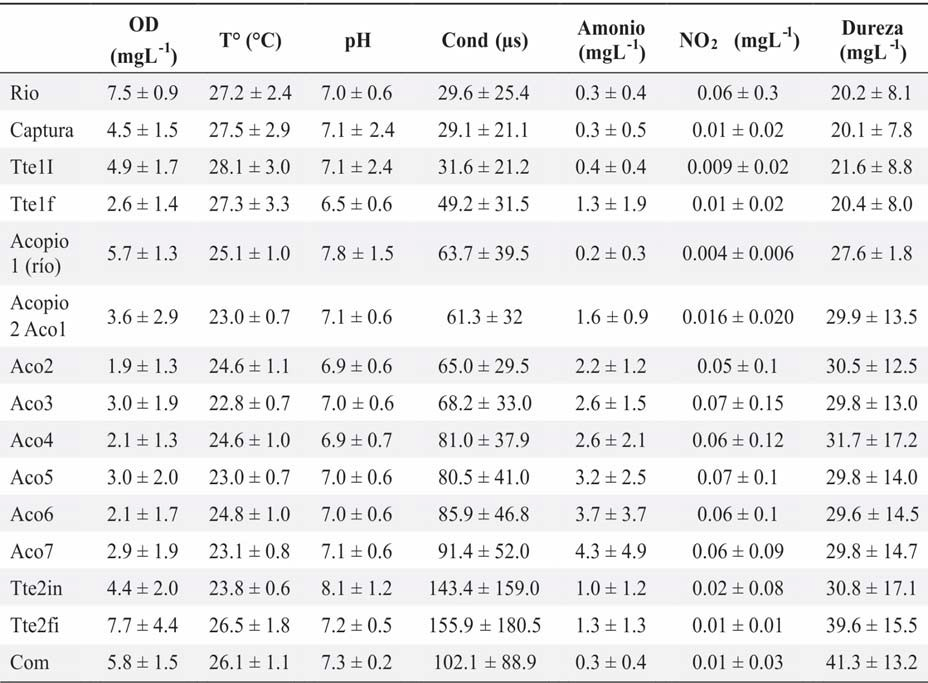 OD (mgL-1) T° (°C) pH Cond (µs) Amonio (mgL-1) NO2 (mgL-1) Dureza (mgL-1)
Rio 7.5 ± 0.9 27.2 ± 2.4 7.0 ± 0.6 29.6 ± 25.4 0.3 ± 0.4 0.06 ± 0.3 20.2 ± 8.1
Captura 4.5 ± 1.5 27.5 ± 2.9 7.1 ± 2.4 29.1 ± 21.1 0.3 ± 0.5 0.01 ± 0.02 20.1 ± 7.8
Tte1I 4.9 ± 1.7 28.1 ± 3.0 7.1 ± 2.4 31.6 ± 21.2 0.4 ± 0.4 0.009 ± 0.02 21.6 ± 8.8
Tte1f 2.6 ± 1.4 27.3 ± 3.3 6.5 ± 0.6 49.2 ± 31.5 1.3 ± 1.9 0.01 ± 0.02 20.4 ± 8.0
Acopio 1 (río) 5.7 ± 1.3 25.1 ± 1.0 7.8 ± 1.5 63.7 ± 39.5 0.2 ± 0.3 0.004 ± 0.006 27.6 ± 1.8
Acopio 2 Aco1 3.6 ± 2.9 23.0 ± 0.7 7.1 ± 0.6 61.3 ± 32 1.6 ± 0.9 0.016 ± 0.020 29.9 ± 13.5
Aco2 1.9 ± 1.3 24.6 ± 1.1 6.9 ± 0.6 65.0 ± 29.5 2.2 ± 1.2 0.05 ± 0.1 30.5 ± 12.5
Aco3 3.0 ± 1.9 22.8 ± 0.7 7.0 ± 0.6 68.2 ± 33.0 2.6 ± 1.5 0.07 ± 0.15 29.8 ± 13.0
Aco4 2.1 ± 1.3 24.6 ± 1.0 6.9 ± 0.7 81.0 ± 37.9 2.6 ± 2.1 0.06 ± 0.12 31.7 ± 17.2
Aco5 3.0 ± 2.0 23.0 ± 0.7 7.0 ± 0.6 80.5 ± 41.0 3.2 ± 2.5 0.07 ± 0.1 29.8 ± 14.0
Aco6 2.1 ± 1.7 24.8 ± 1.0 7.0 ± 0.6 85.9 ± 46.8 3.7 ± 3.7 0.06 ± 0.1 29.6 ± 14.5
Aco7 2.9 ± 1.9 23.1 ± 0.8 7.1 ± 0.6 91.4 ± 52.0 4.3 ± 4.9 0.06 ± 0.09 29.8 ± 14.7
Tte2in 4.4 ± 2.0 23.8 ± 0.6 8.1 ± 1.2 143.4 ± 159.0 1.0 ± 1.2 0.02 ± 0.08 30.8 ± 17.1
Tte2fi 7.7 ± 4.4 26.5 ± 1.8 7.2 ± 0.5 155.9 ± 180.5 1.3 ± 1.3 0.01 ± 0.01 39.6 ± 15.5
Com 5.8 ± 1.5 26.1 ± 1.1 7.3 ± 0.2 102.1 ± 88.9 0.3 ± 0.4 0.01 ± 0.03 41.3 ± 13.2